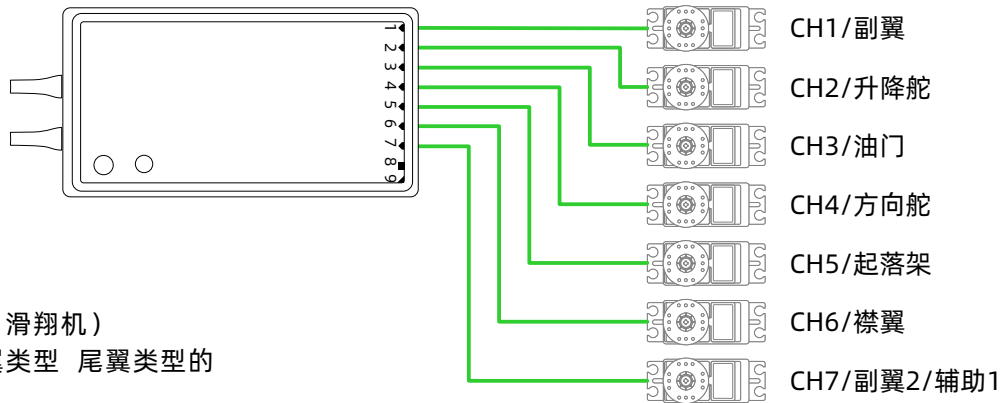 1
2
3
4
5
6
7
8
9
CH1/副翼
CH2/升降舵
CH3/油门
CH4/方向舵
CH5/起落架
CH6/襟翼
CH7/副翼2/辅助1
滑翔机）
类型 尾翼类型的